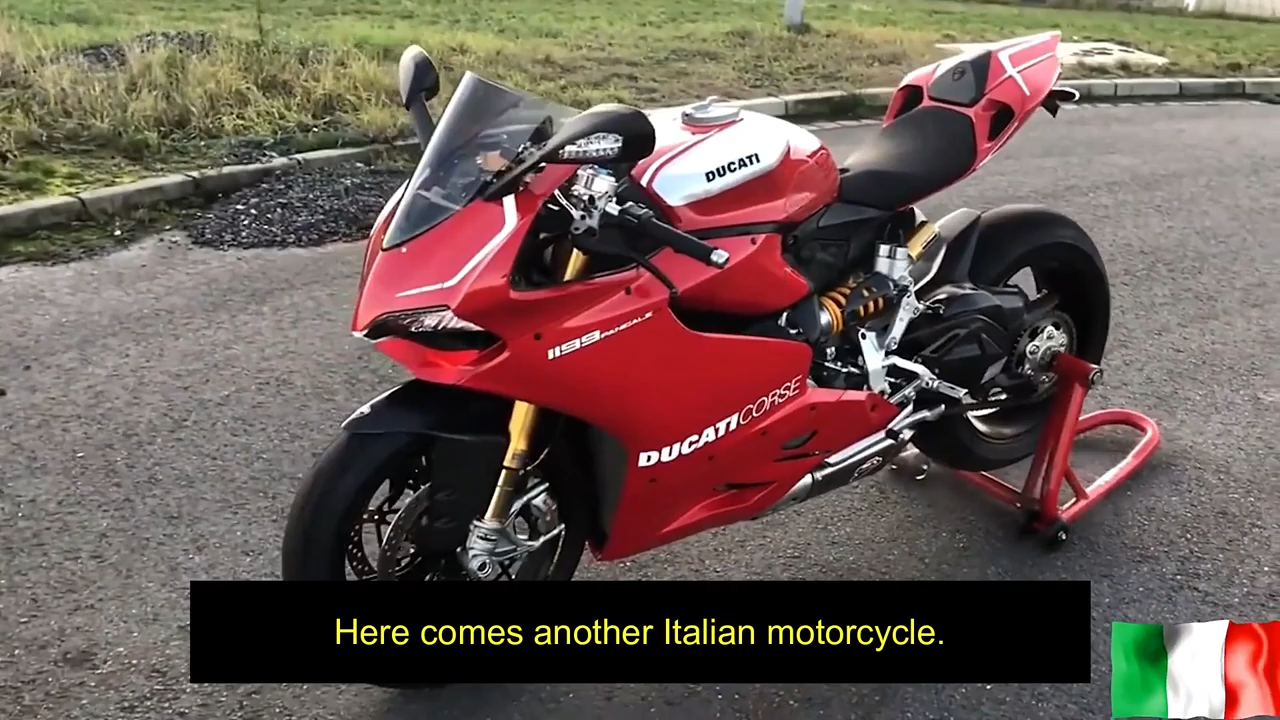 DUCATI
1199 PANIGALE
DUCATI CORSE
Here comes another Italian motorcycle.